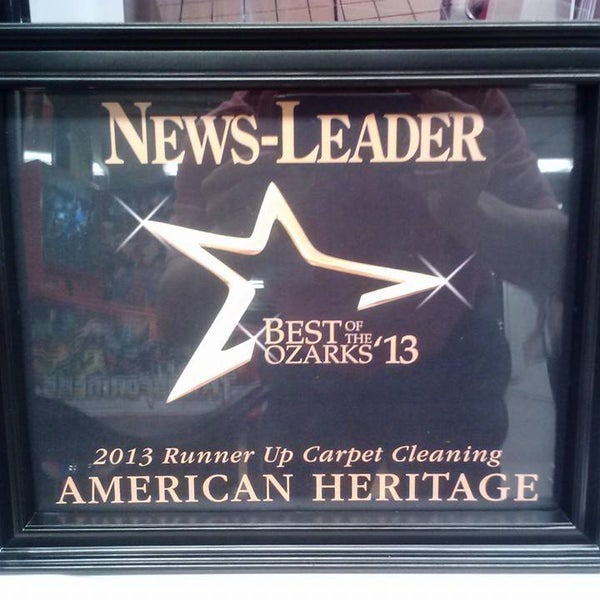 NEWS-LEADER
BEST OF THE
OZARKS '13
2013 Runner Up Carpet Cleaning
AMERICAN HERITAGE